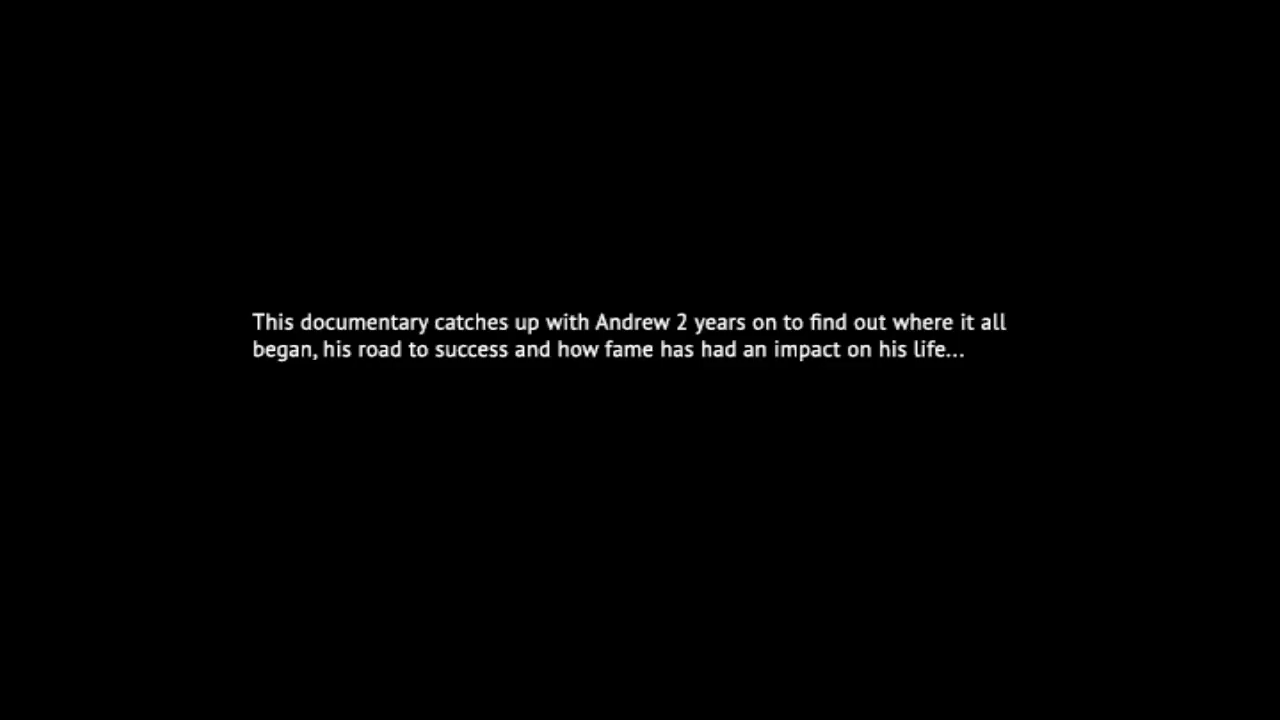 This documentary catches up with Andrew 2 years on to find out where it all
began, his road to success and how fame has had an impact on his life...